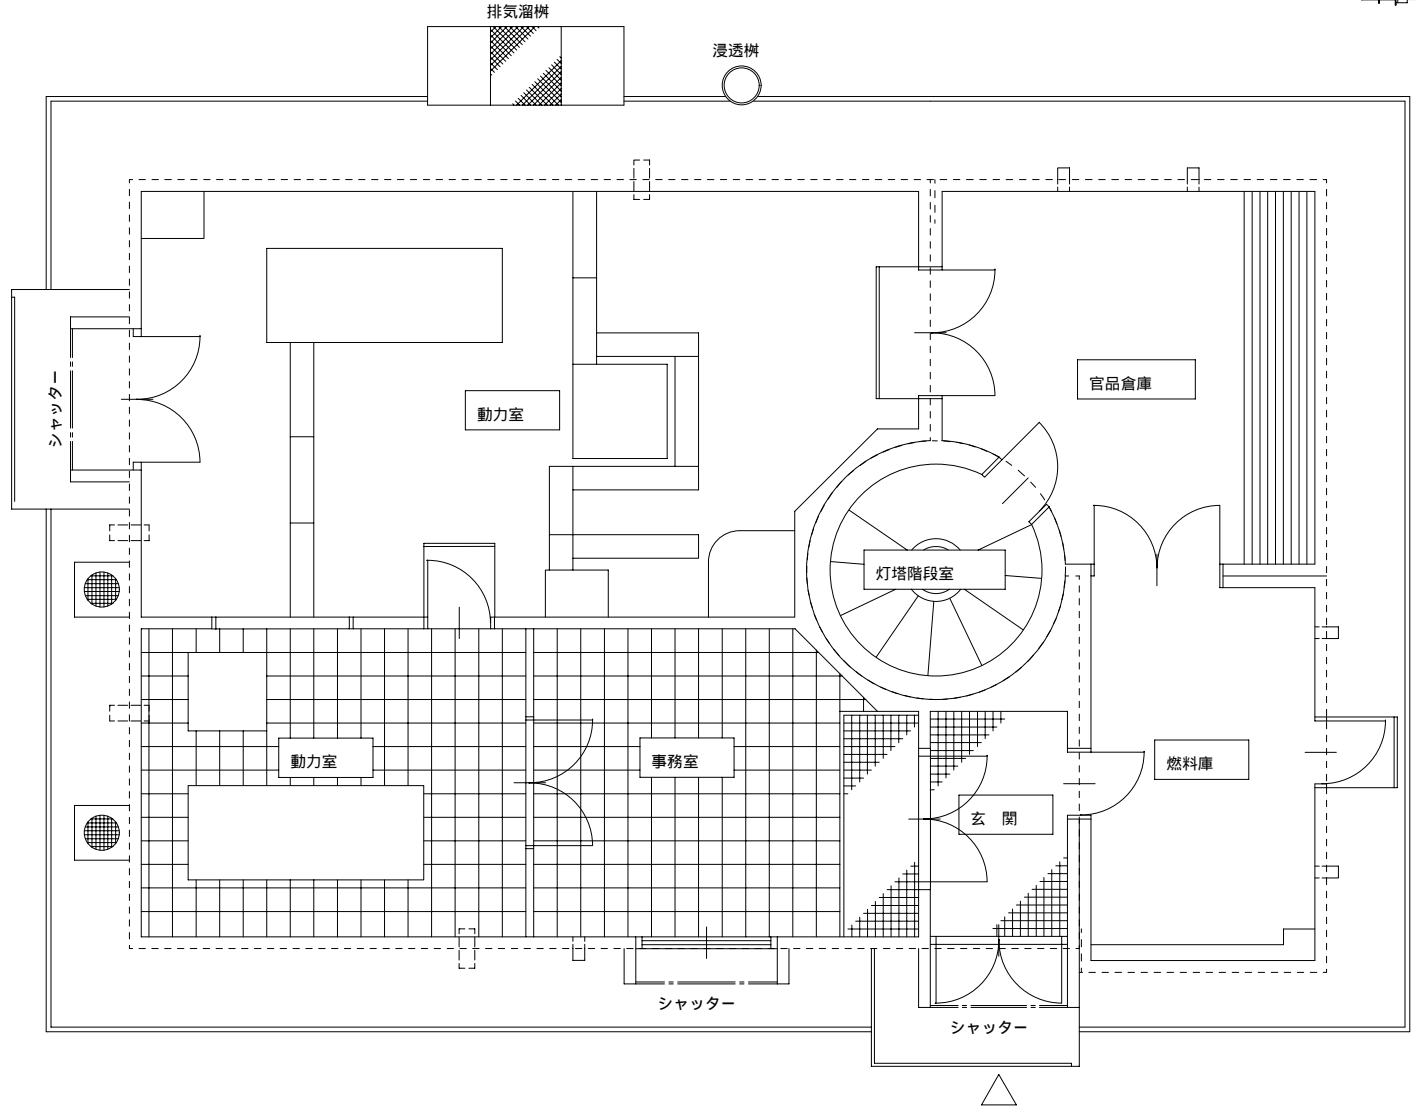 排気溜桝
浸透桝
シャッター
動力室
官品倉庫
灯塔階段室
動力室
事務室
玄　関
燃料庫
シャッター
シャッター